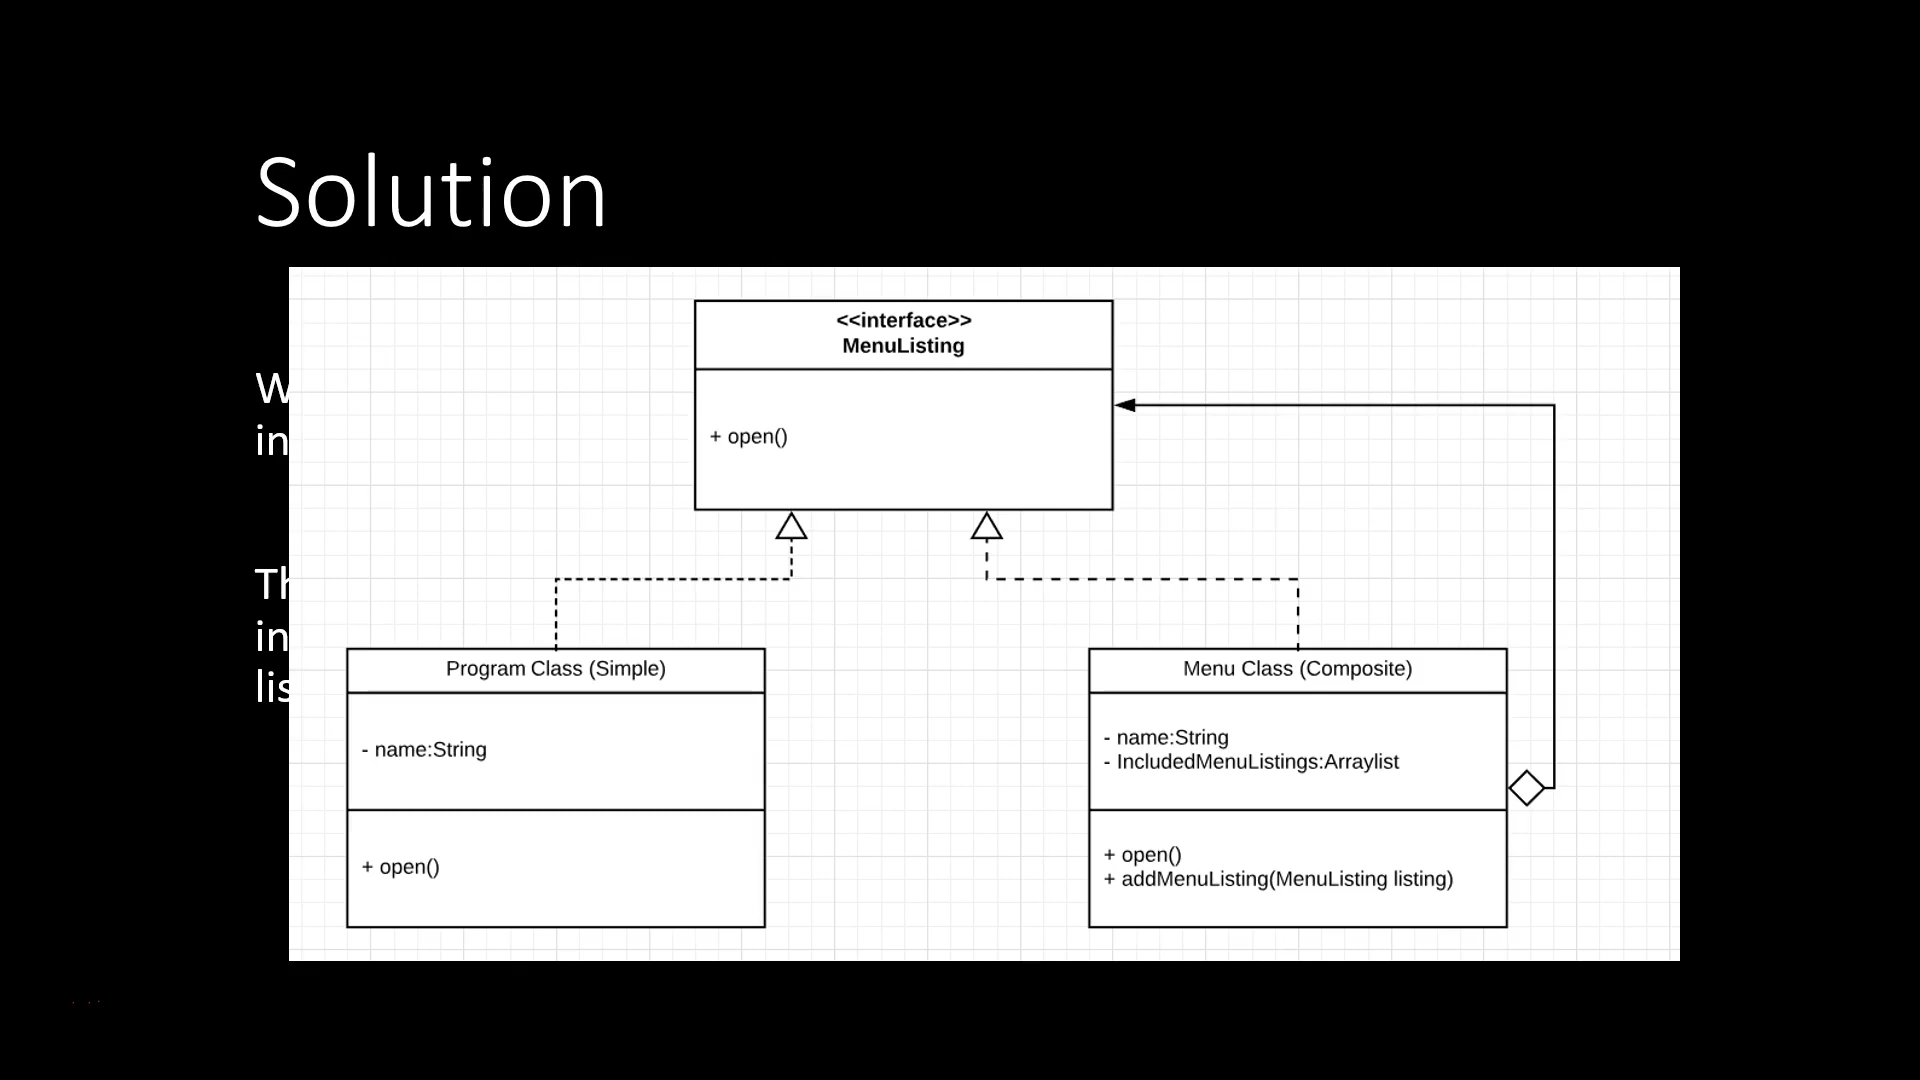 Solution
W
in
Th
in
lis
<<interface>>
MenuListing
+ open()
Program Class (Simple)
- name:String
+ open()
Menu Class (Composite)
- name:String
- IncludedMenuListings:Arraylist
+ open()
+ addMenuListing(MenuListing listing)